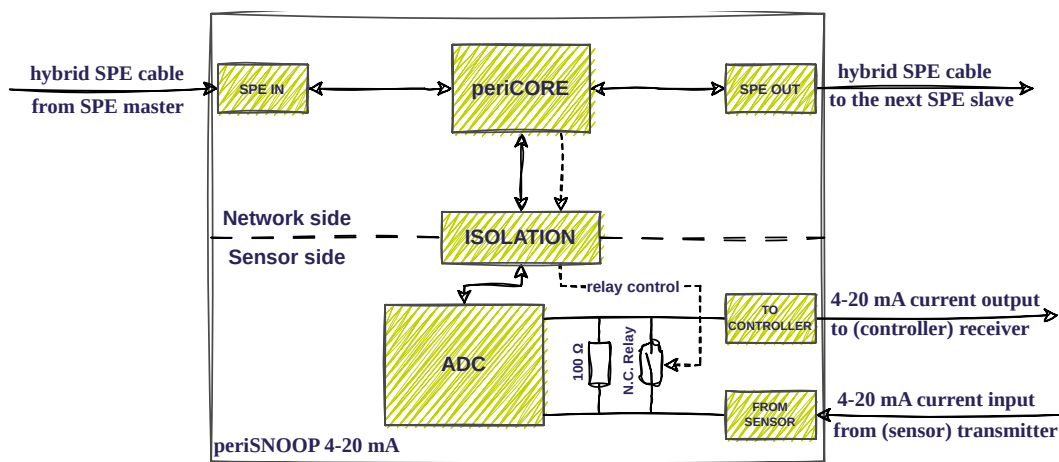 hybrid SPE cable
from SPE master
SPE IN
periCORE
SPE OUT
hybrid SPE cable
to the next SPE slave
Network side
ISOLATION
Sensor side
relay control
ADC
100 Ω
N.C. Relay
TO
CONTROLLER
4-20 mA current output
to (controller) receiver
FROM
SENSOR
4-20 mA current input
from (sensor) transmitter
periSNOOP 4-20 mA